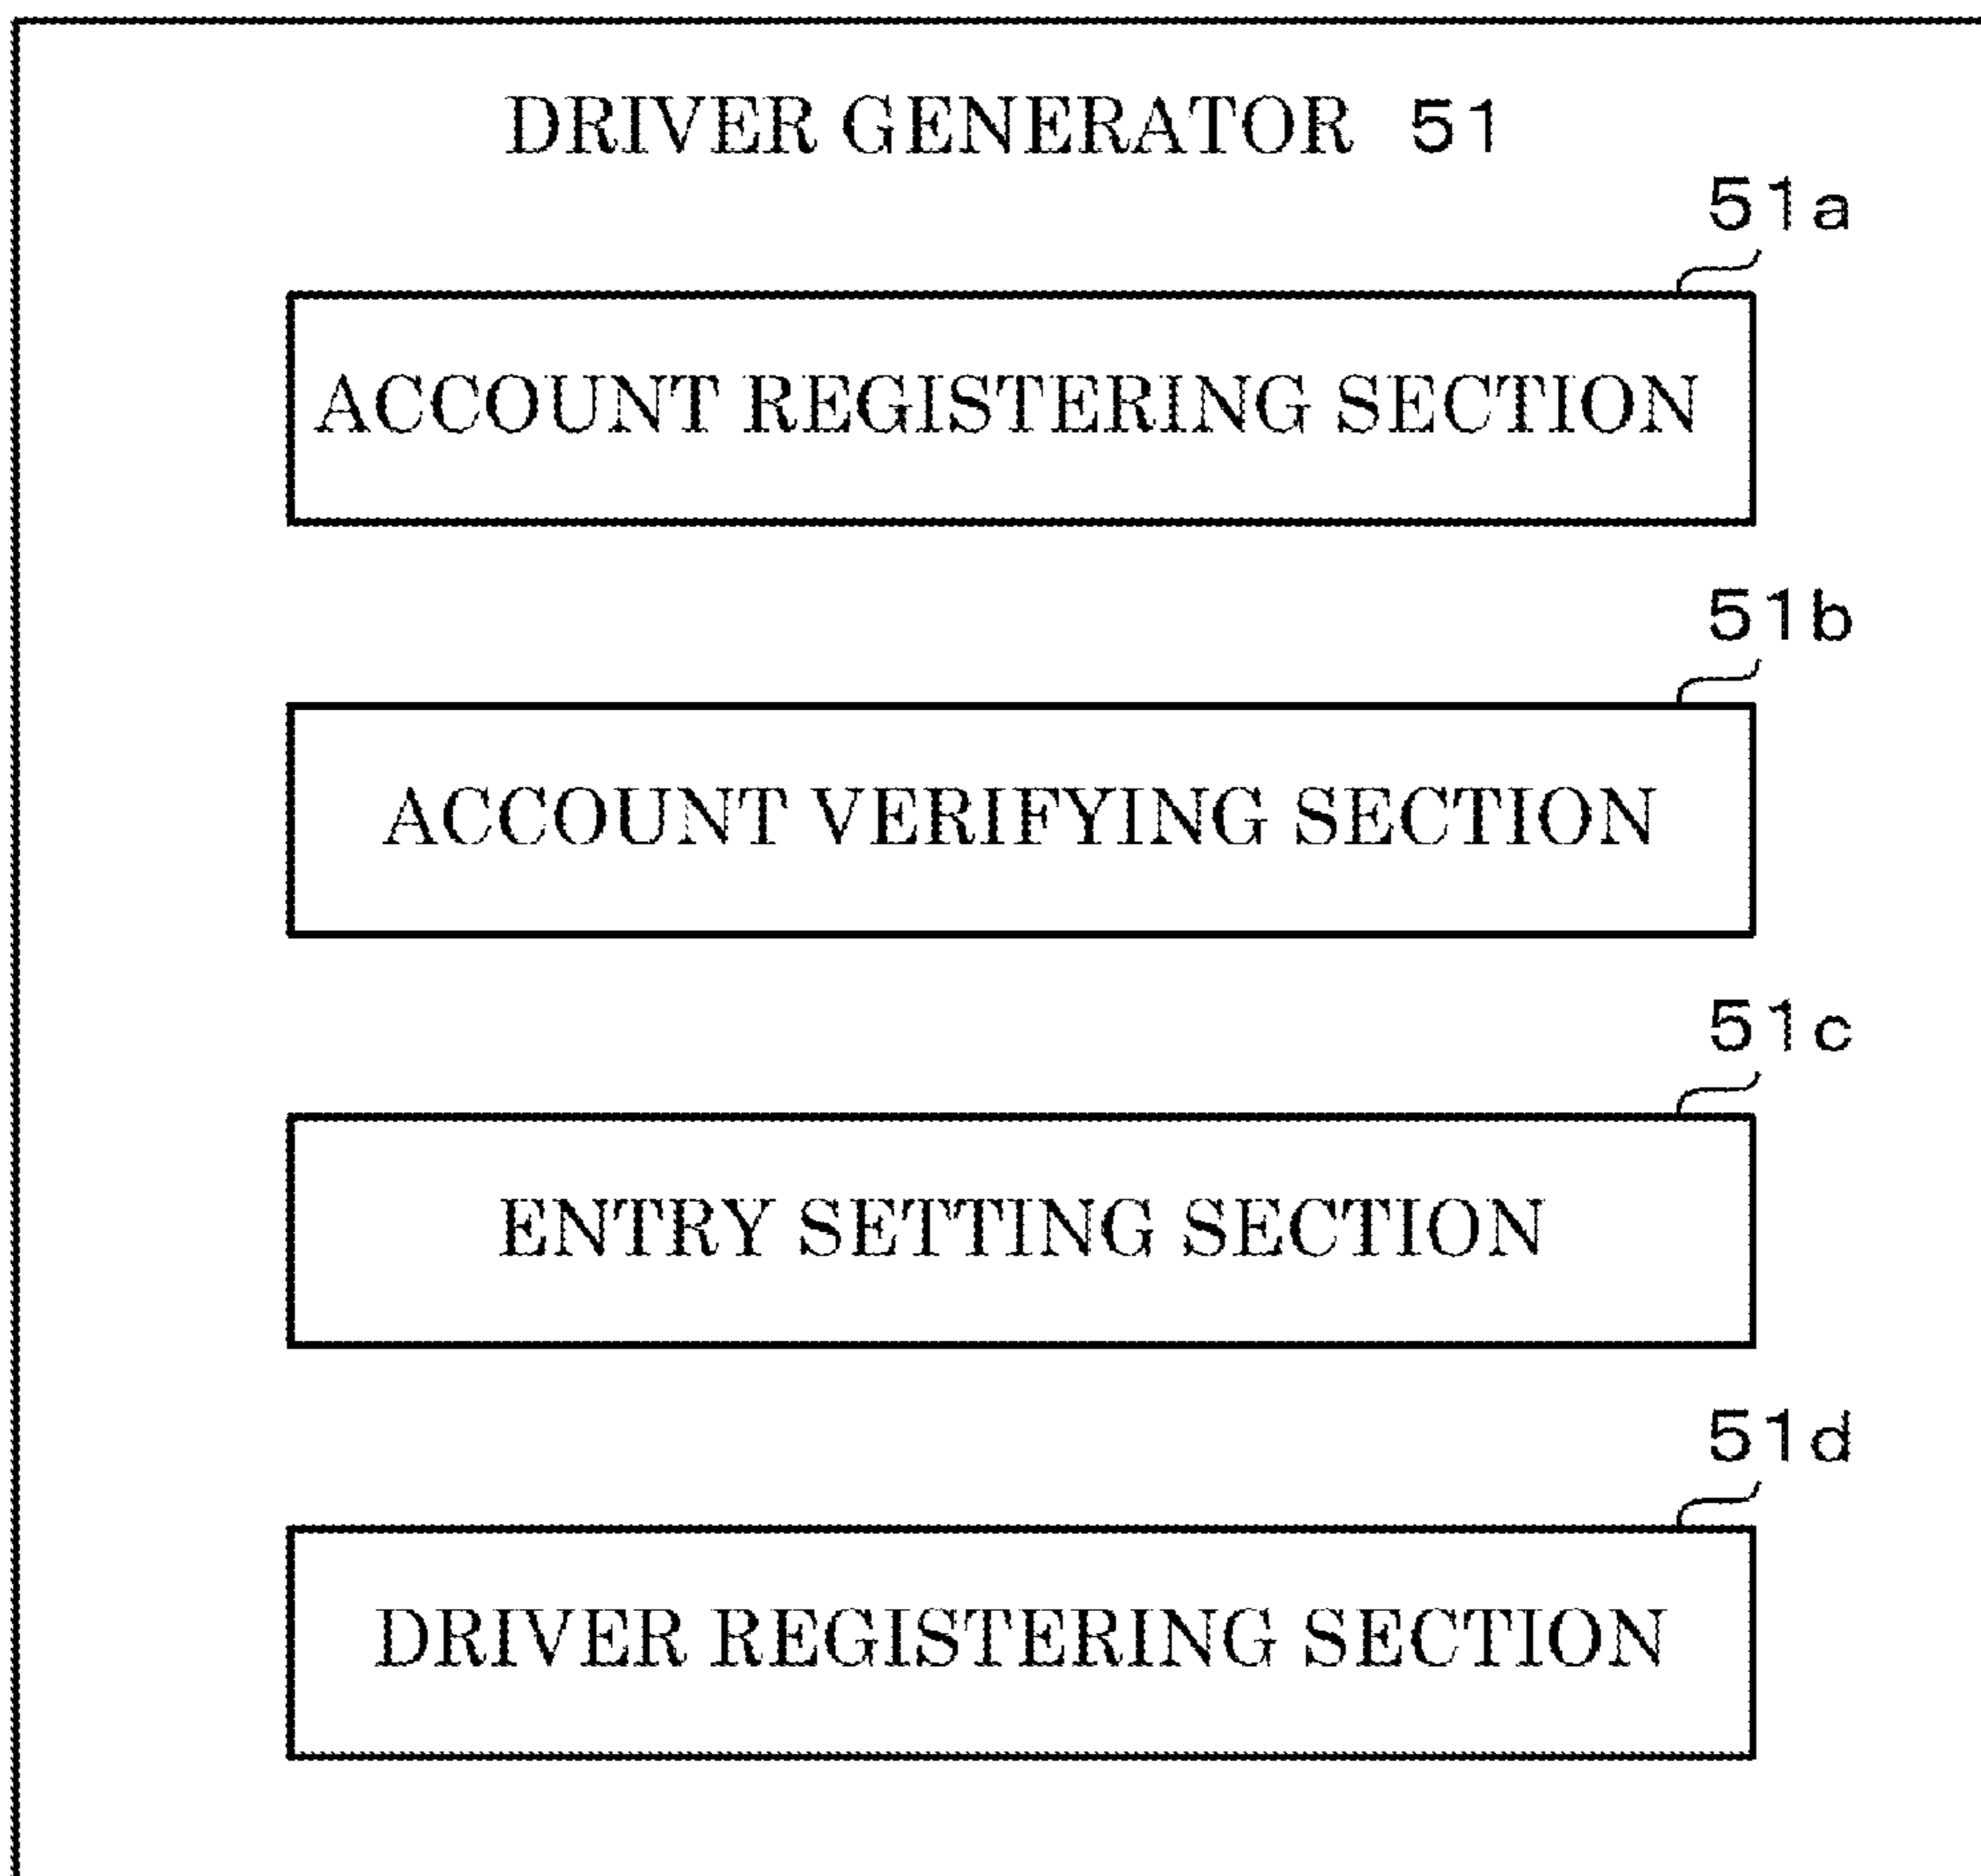 DRIVER GENERATOR 51
51a
ACCOUNT REGISTERING SECTION
51b
ACCOUNT VERIFYING SECTION
51c
ENTRY SETTING SECTION
51d
DRIVER REGISTERING SECTION